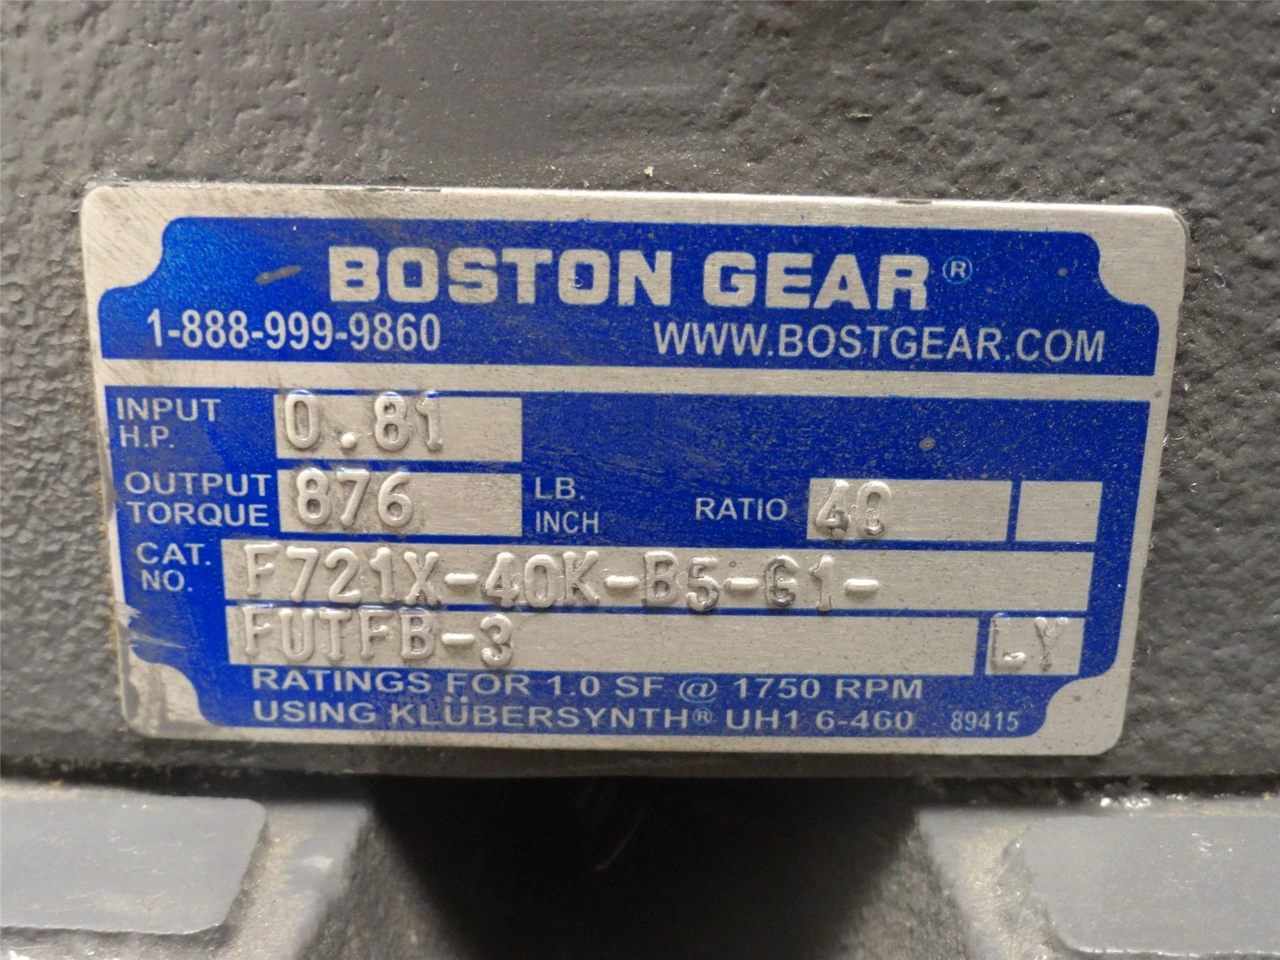 BOSTON GEAR®
1-888-999-9860 WWW.BOSTGEAR.COM
INPUT H.P. 0.81
OUTPUT TORQUE 876 LB. INCH RATIO 40
CAT. NO. F721X-40K-B5-G1-
FUTFB-3 LY
RATINGS FOR 1.0 SF @ 1750 RPM
USING KLÜBERSYNTH® UH1 6-460 89415